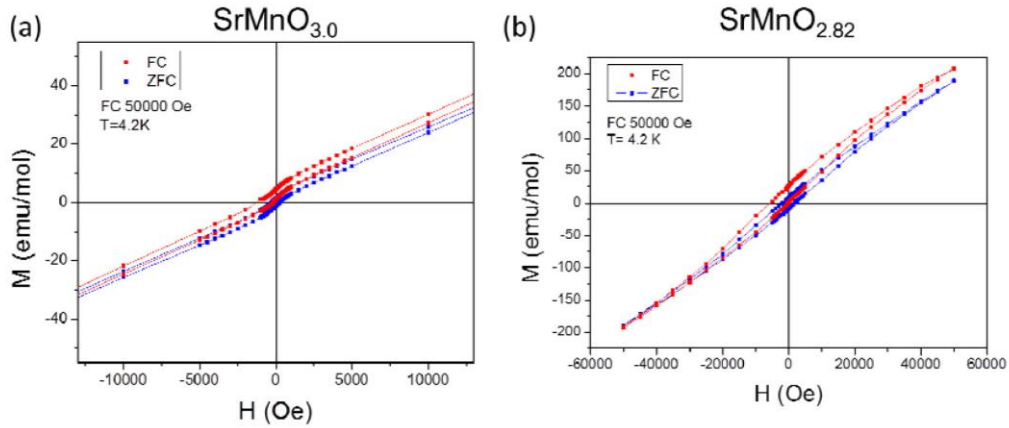 (a) SrMnO3.0
FC
ZFC
FC 50000 Oe
T=4.2K
M (emu/mol)
40
20
0
-20
-40
-10000 -5000 0 5000 10000
H (Oe)
(b) SrMnO2.82
FC
ZFC
FC 50000 Oe
T= 4.2 K
M (emu/mol)
200
150
100
50
0
-50
-100
-150
-200
-60000 -40000 -20000 0 20000 40000 60000
H (Oe)